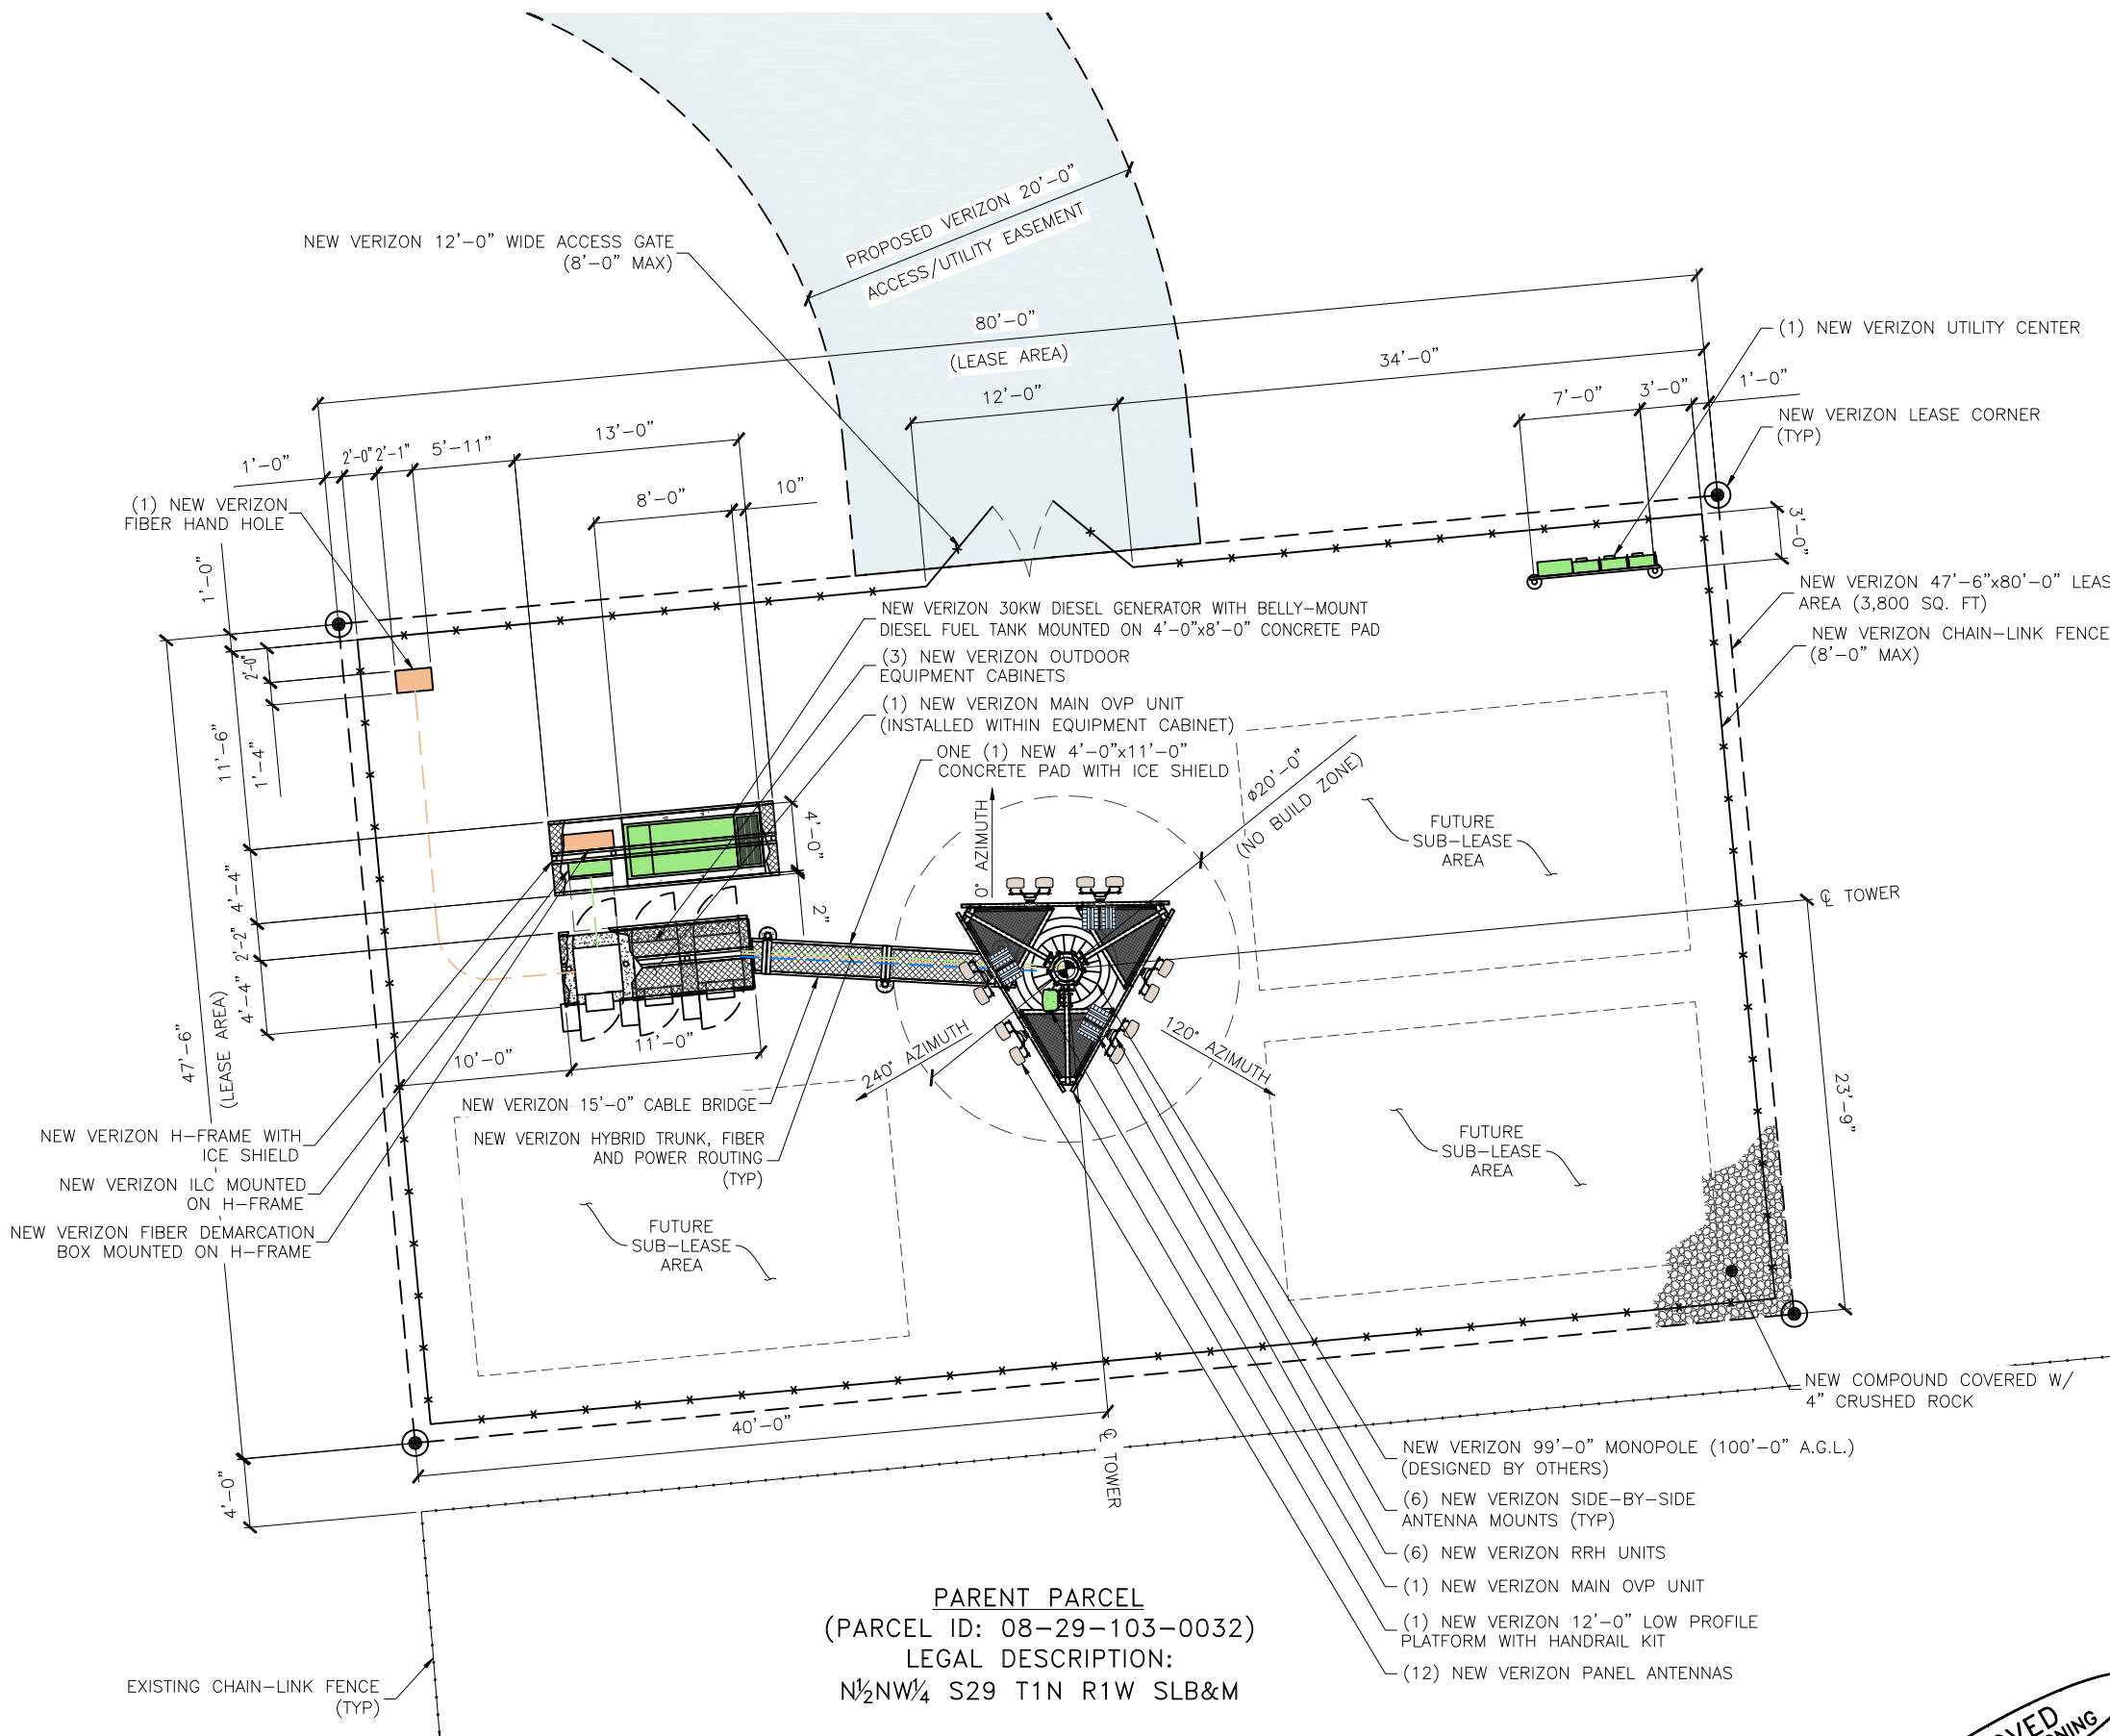 NEW VERIZON 12'-0" WIDE ACCESS GATE
(8'-0" MAX)
PROPOSED VERIZON 20'-0"
ACCESS/UTILITY EASEMENT
80'-0"
(LEASE AREA)
12'-0"
34'-0"
(1) NEW VERIZON UTILITY CENTER
7'-0"
3'-0"
1'-0"
NEW VERIZON LEASE CORNER
(TYP)
1'-0"
2'-0"
2'-1"
5'-11"
13'-0"
8'-0"
10"
(1) NEW VERIZON
FIBER HAND HOLE
1'-0"
2'-0"
11'-6"
1'-4"
3'-0"
NEW VERIZON 47'-6"x80'-0" LEAS
AREA (3,800 SQ. FT)
NEW VERIZON CHAIN-LINK FENCE
(8'-0" MAX)
NEW VERIZON 30KW DIESEL GENERATOR WITH BELLY-MOUNT
DIESEL FUEL TANK MOUNTED ON 4'-0"x8'-0" CONCRETE PAD
(3) NEW VERIZON OUTDOOR
EQUIPMENT CABINETS
(1) NEW VERIZON MAIN OVP UNIT
(INSTALLED WITHIN EQUIPMENT CABINET)
ONE (1) NEW 4'-0"x11'-0"
CONCRETE PAD WITH ICE SHIELD
0° AZIMUTH
ø20'-0"
(NO BUILD ZONE)
FUTURE
SUB-LEASE
AREA
℄ TOWER
4'-0"
2"
4'-4"
2'-2"
4'-4"
47'-6"
(LEASE AREA)
10'-0"
11'-0"
240° AZIMUTH
120° AZIMUTH
23'-9"
NEW VERIZON 15'-0" CABLE BRIDGE
NEW VERIZON HYBRID TRUNK, FIBER
AND POWER ROUTING
(TYP)
NEW VERIZON H-FRAME WITH
ICE SHIELD
NEW VERIZON ILC MOUNTED
ON H-FRAME
NEW VERIZON FIBER DEMARCATION
BOX MOUNTED ON H-FRAME
FUTURE
SUB-LEASE
AREA
FUTURE
SUB-LEASE
AREA
40'-0"
℄ TOWER
4'-0"
NEW COMPOUND COVERED W/
4" CRUSHED ROCK
NEW VERIZON 99'-0" MONOPOLE (100'-0" A.G.L.)
(DESIGNED BY OTHERS)
(6) NEW VERIZON SIDE-BY-SIDE
ANTENNA MOUNTS (TYP)
(6) NEW VERIZON RRH UNITS
(1) NEW VERIZON MAIN OVP UNIT
(1) NEW VERIZON 12'-0" LOW PROFILE
PLATFORM WITH HANDRAIL KIT
(12) NEW VERIZON PANEL ANTENNAS
EXISTING CHAIN-LINK FENCE
(TYP)
PARENT PARCEL
(PARCEL ID: 08-29-103-0032)
LEGAL DESCRIPTION:
N½NW¼ S29 T1N R1W SLB&M